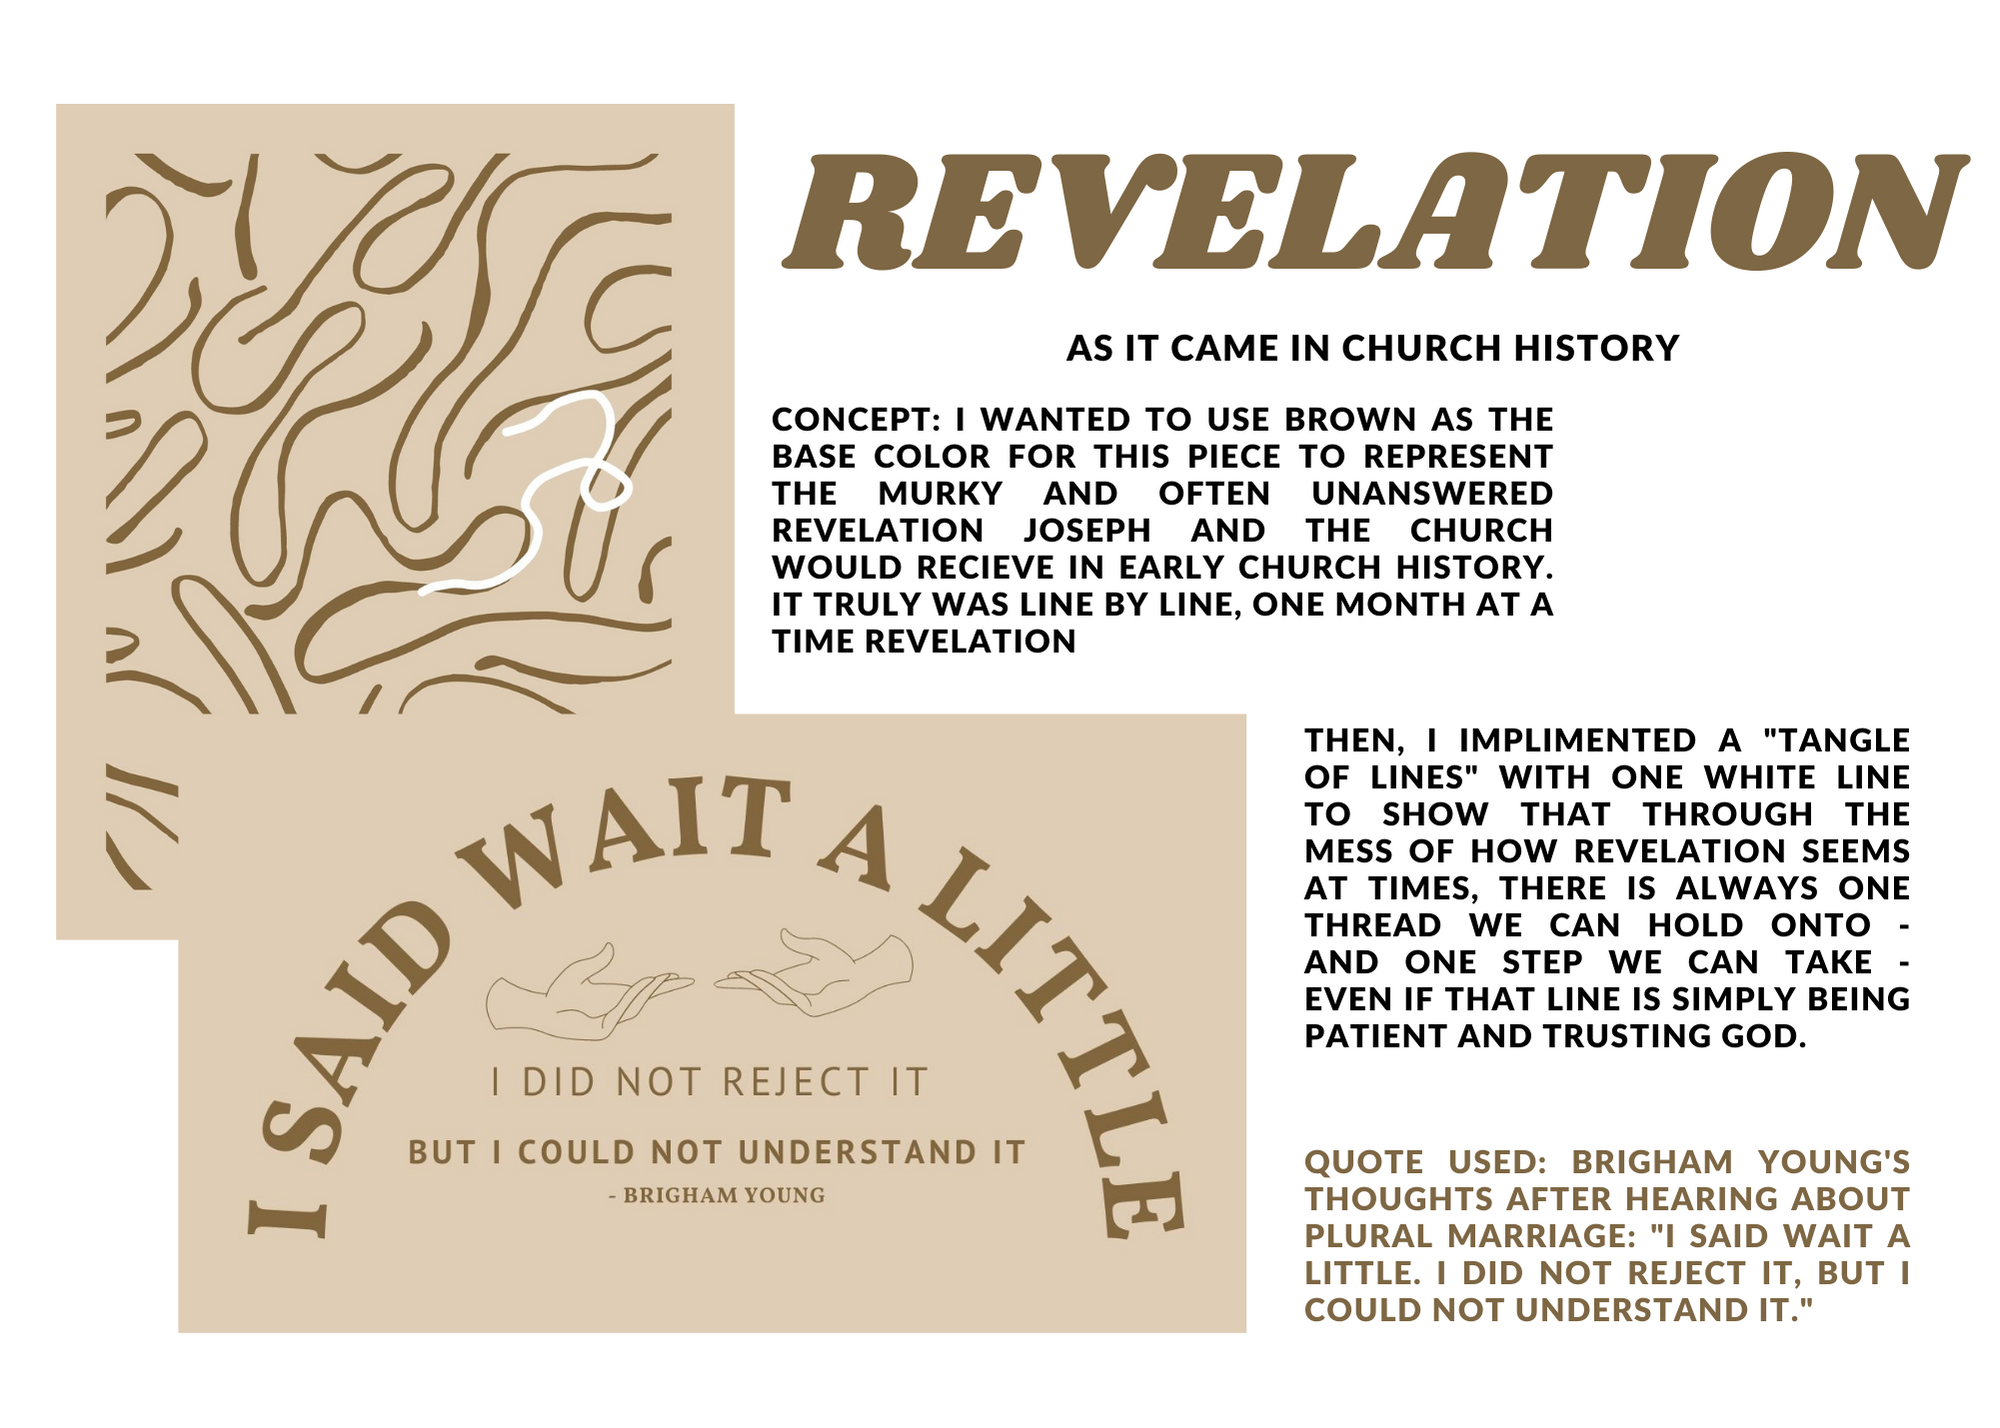 REVELATION
AS IT CAME IN CHURCH HISTORY
CONCEPT: I WANTED TO USE BROWN AS THE
BASE COLOR FOR THIS PIECE TO REPRESENT
THE MURKY AND OFTEN UNANSWERED
REVELATION JOSEPH AND THE CHURCH
WOULD RECIEVE IN EARLY CHURCH HISTORY.
IT TRULY WAS LINE BY LINE, ONE MONTH AT A
TIME REVELATION
THEN, I IMPLIMENTED A "TANGLE
OF LINES" WITH ONE WHITE LINE
TO SHOW THAT THROUGH THE
MESS OF HOW REVELATION SEEMS
AT TIMES, THERE IS ALWAYS ONE
THREAD WE CAN HOLD ONTO -
AND ONE STEP WE CAN TAKE -
EVEN IF THAT LINE IS SIMPLY BEING
PATIENT AND TRUSTING GOD.
I SAID WAIT A LITTLE
I DID NOT REJECT IT
BUT I COULD NOT UNDERSTAND IT
- BRIGHAM YOUNG
QUOTE USED: BRIGHAM YOUNG'S
THOUGHTS AFTER HEARING ABOUT
PLURAL MARRIAGE: "I SAID WAIT A
LITTLE. I DID NOT REJECT IT, BUT I
COULD NOT UNDERSTAND IT."